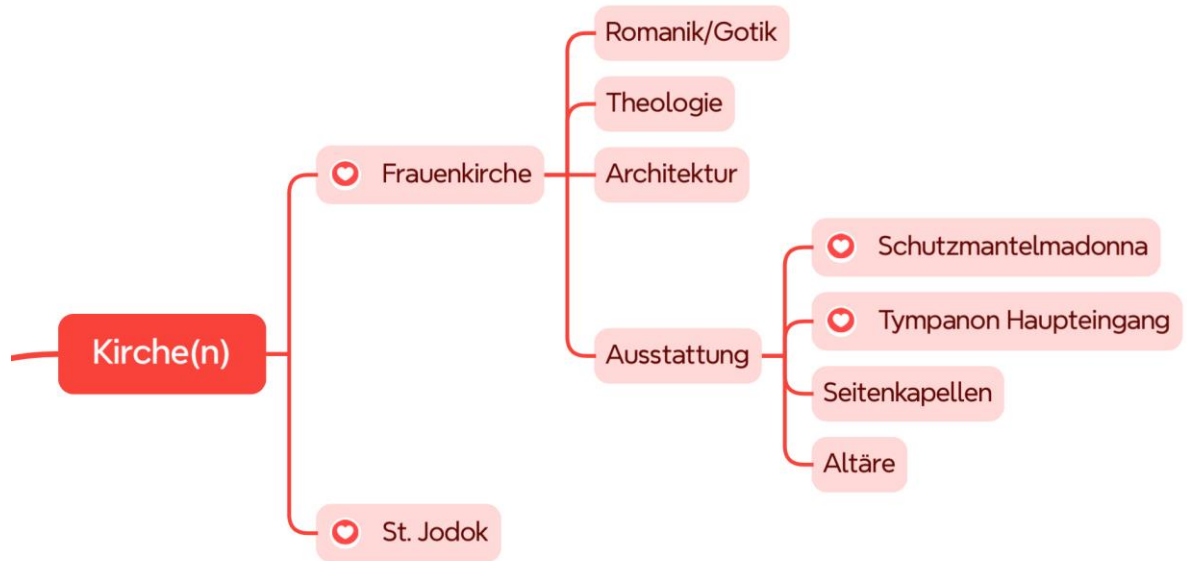 Romanik/Gotik
Theologie
Frauenkirche
Architektur
Schutzmantelmadonna
Tympanon Haupteingang
Kirche(n)
Ausstattung
Seitenkapellen
Altäre
St. Jodok